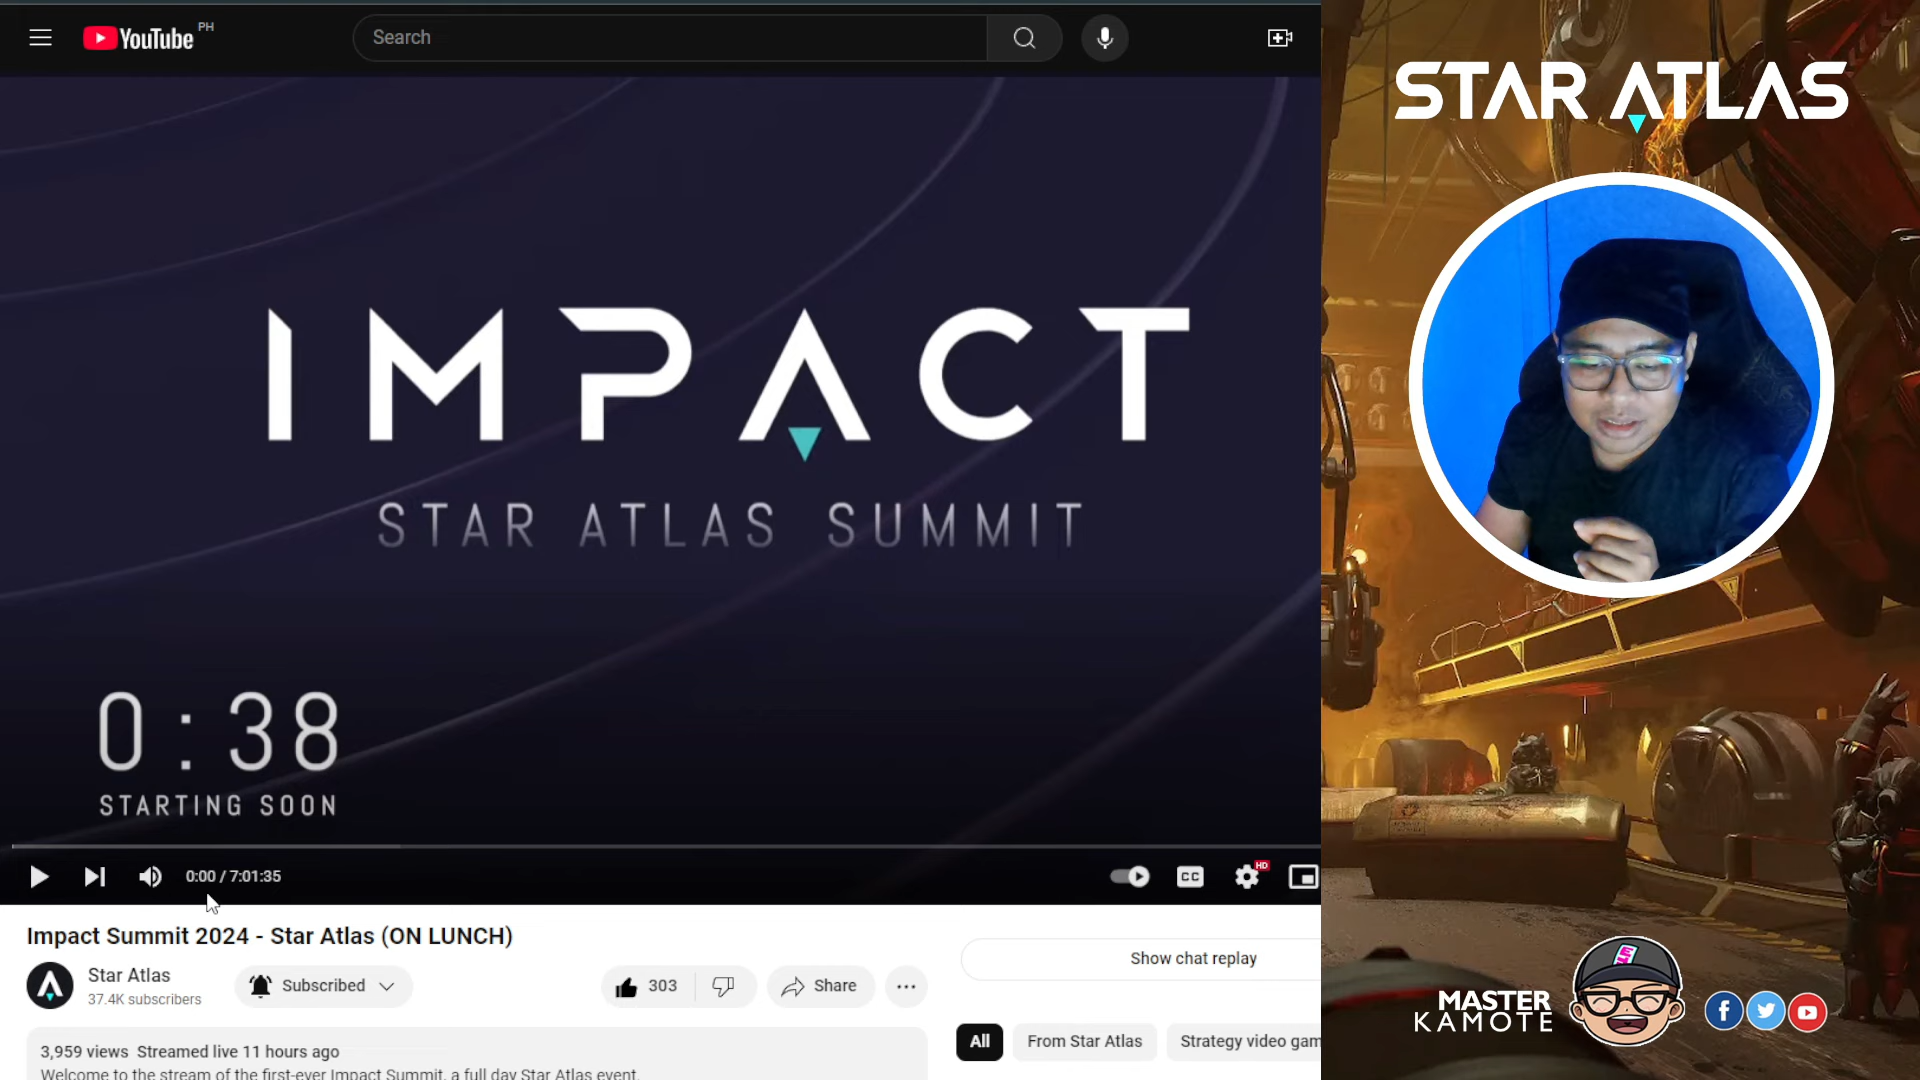 YouTube PH
Search
IMPACT
STAR ATLAS SUMMIT
0 : 38
STARTING SOON
0:00 / 7:01:35
CC
HD
Impact Summit 2024 - Star Atlas (ON LUNCH)
Star Atlas
37.4K subscribers
Subscribed
303
Share
Show chat replay
All
From Star Atlas
Strategy video gam
3,959 views Streamed live 11 hours ago
Welcome to the stream of the first-ever Impact Summit, a full day Star Atlas event.
STAR ATLAS
MASTER
KAMOTE